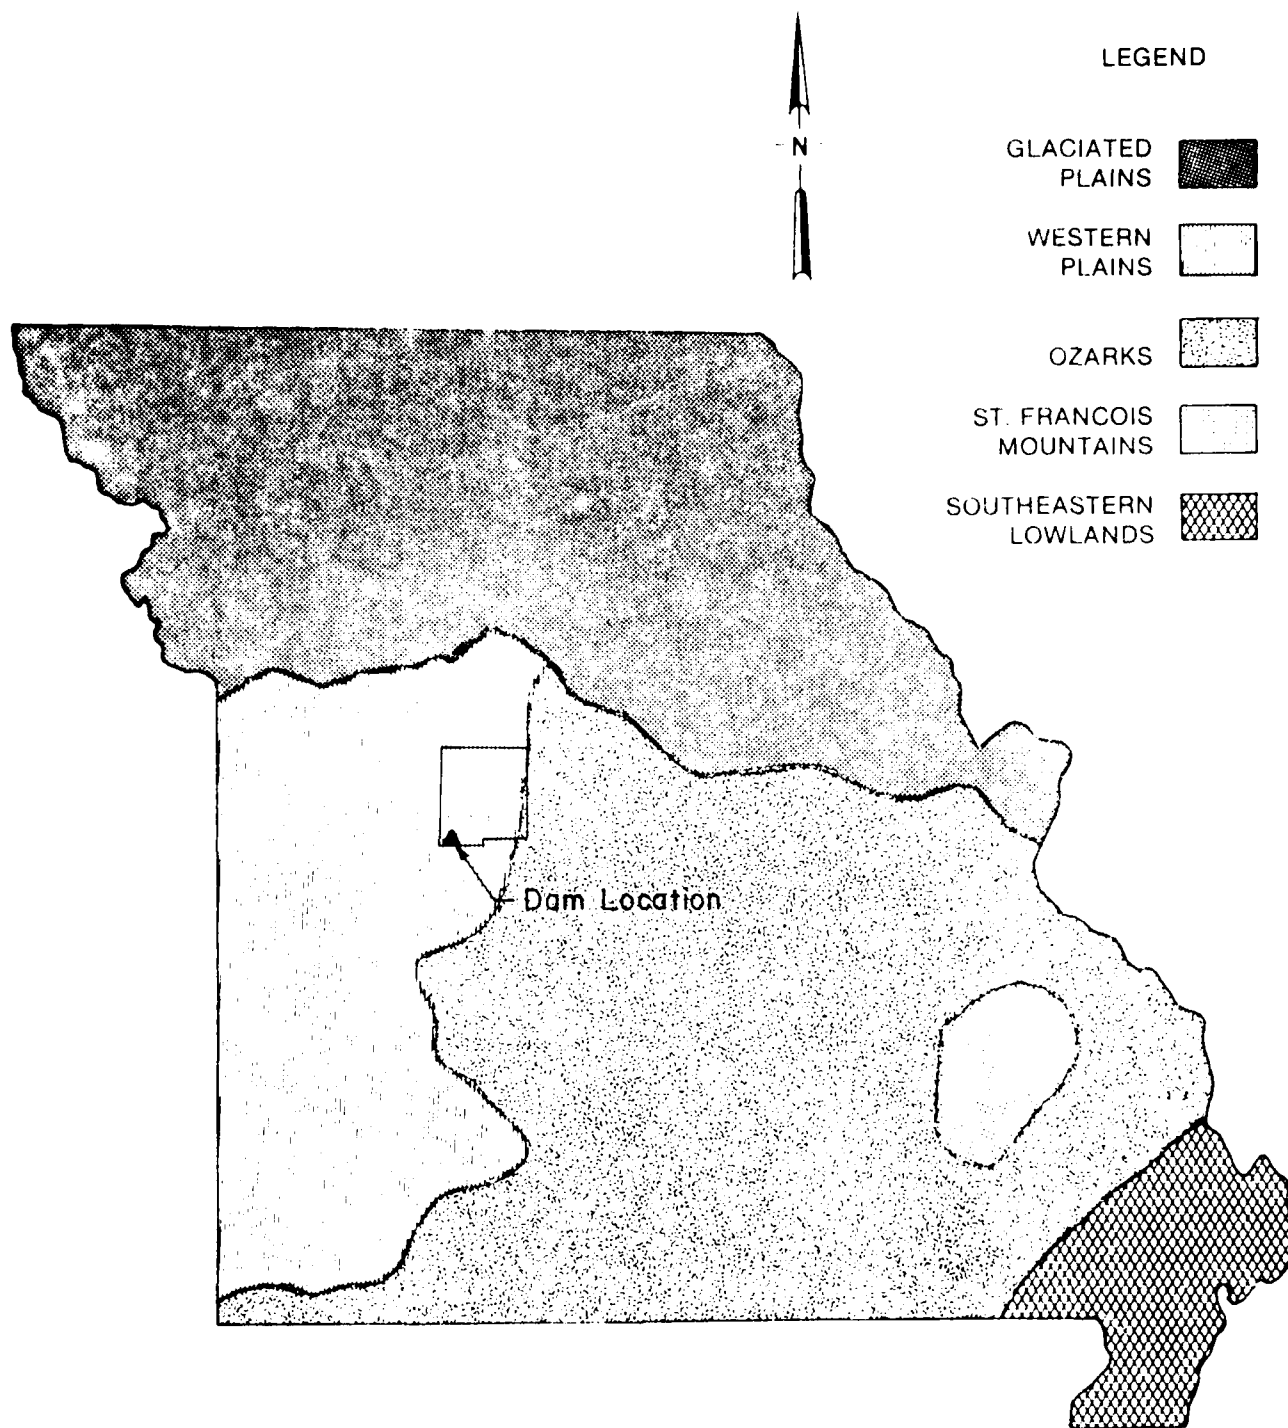 LEGEND
N
GLACIATED
PLAINS
WESTERN
PLAINS
OZARKS
ST. FRANCOIS
MOUNTAINS
SOUTHEASTERN
LOWLANDS
Dam Location